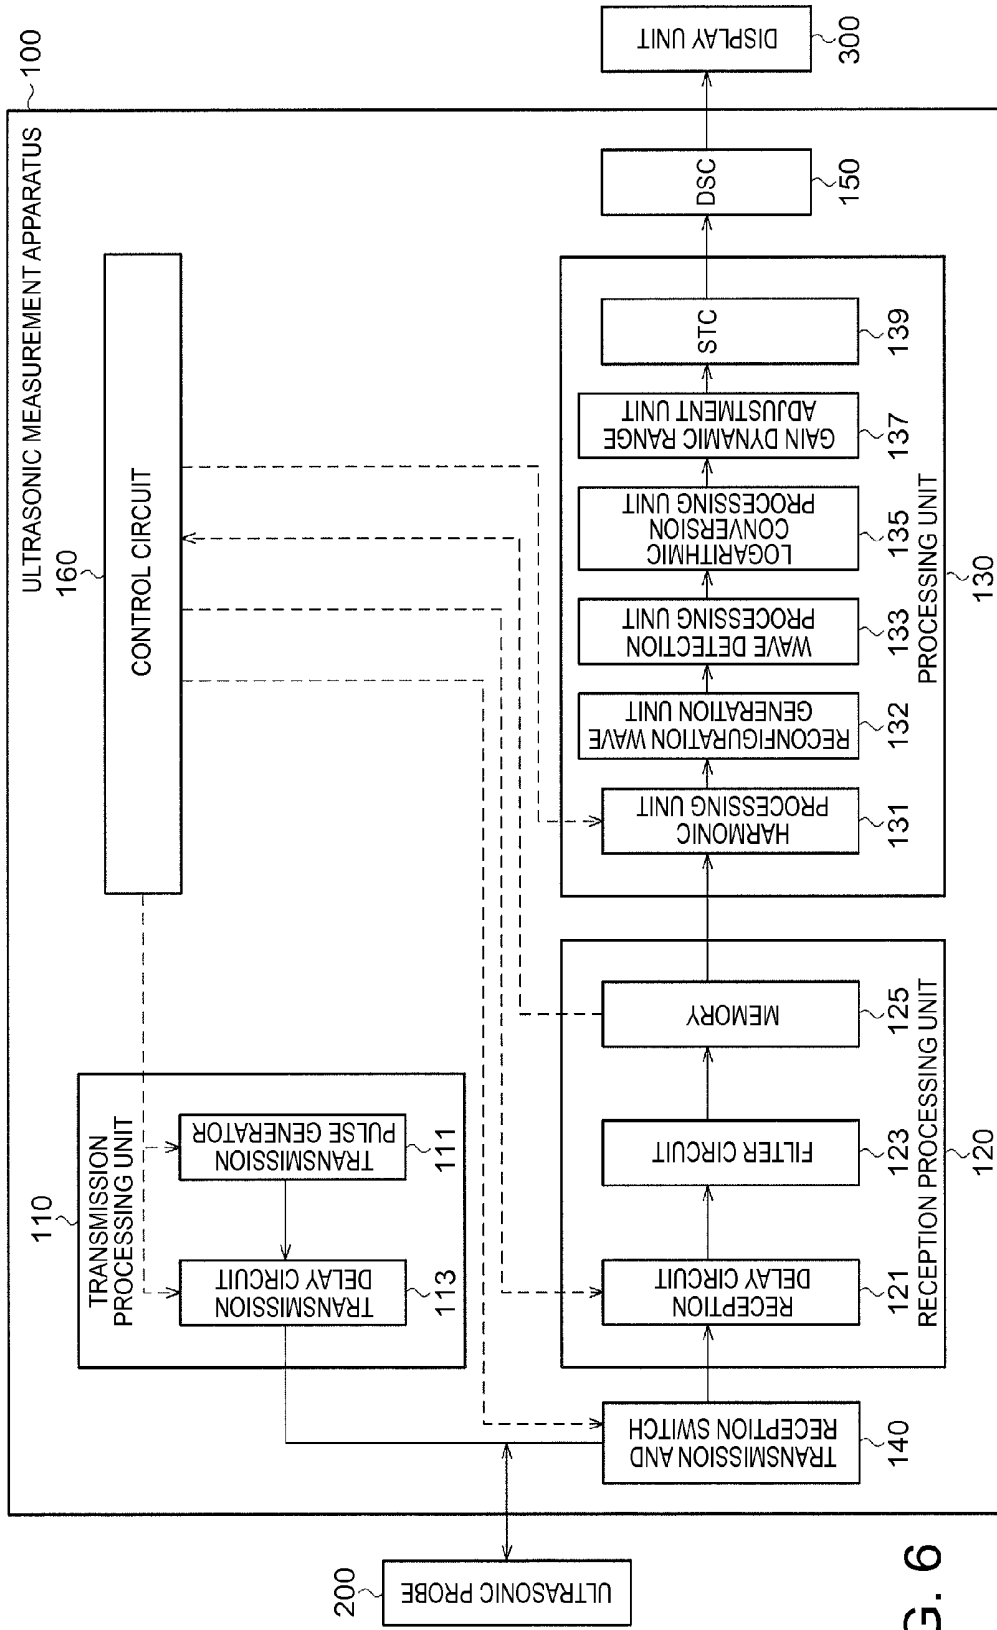 ULTRASONIC MEASUREMENT APPARATUS
100
160
CONTROL CIRCUIT
110
TRANSMISSION
PROCESSING UNIT
TRANSMISSION
PULSE GENERATOR
111
TRANSMISSION
DELAY CIRCUIT
113
200
ULTRASONIC PROBE
TRANSMISSION AND
RECEPTION SWITCH
140
RECEPTION
DELAY CIRCUIT
121
FILTER CIRCUIT
123
MEMORY
125
RECEPTION PROCESSING UNIT
120
HARMONIC
PROCESSING UNIT
131
RECONFIGURATION WAVE
GENERATION UNIT
132
WAVE DETECTION
PROCESSING UNIT
133
LOGARITHMIC
CONVERSION
PROCESSING UNIT
135
GAIN DYNAMIC RANGE
ADJUSTMENT UNIT
137
STC
139
PROCESSING UNIT
130
DSC
150
DISPLAY UNIT
300
G. 6